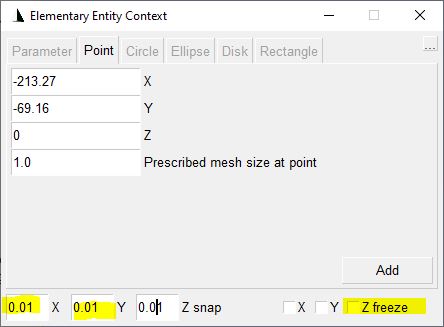 Elementary Entity Context
Parameter Point Circle Ellipse Disk Rectangle ...
-213.27 X
-69.16 Y
0 Z
1.0 Prescribed mesh size at point
Add
0.01 X 0.01 Y 0.01 Z snap X Y Z freeze